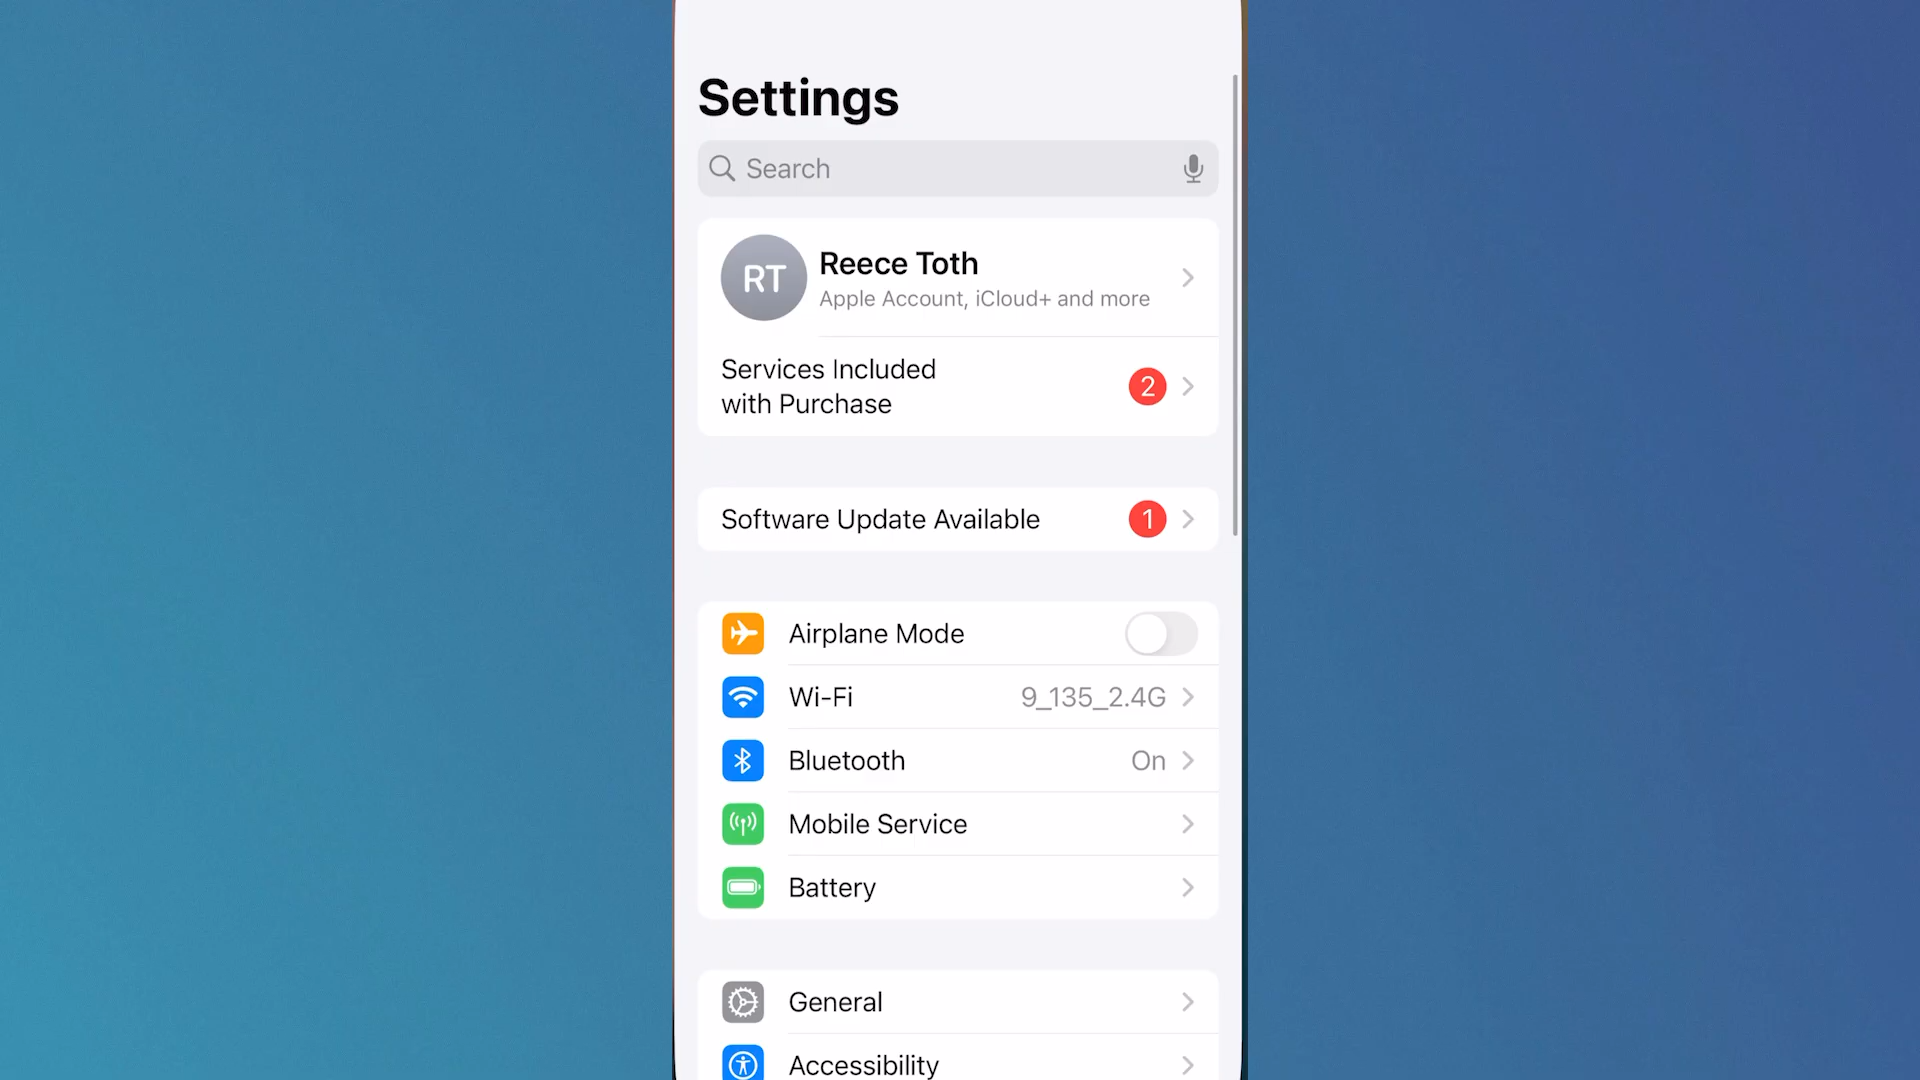 Settings
Search
RT
Reece Toth
Apple Account, iCloud+ and more
Services Included
with Purchase
2
Software Update Available
1
Airplane Mode
Wi-Fi
9_135_2.4G
Bluetooth
On
Mobile Service
Battery
General
Accessibility